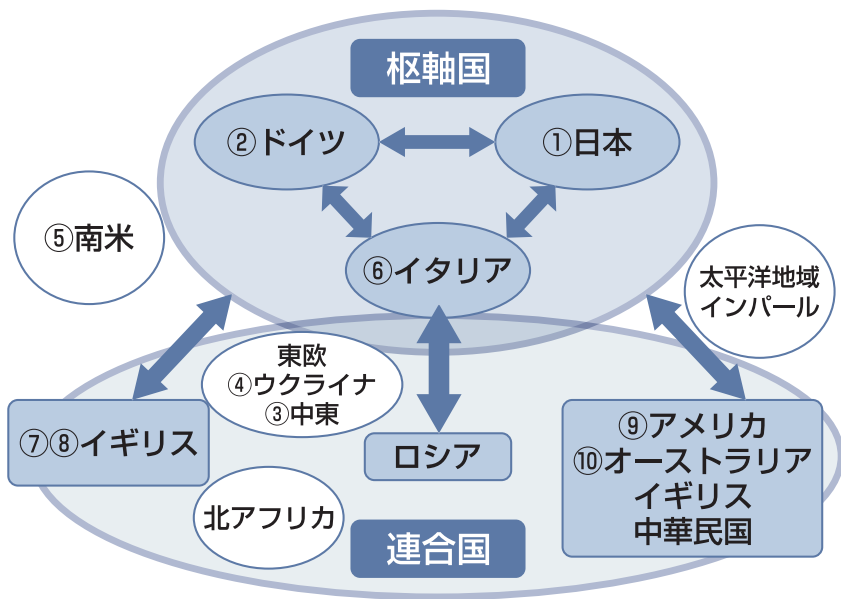 枢軸国
②ドイツ
①日本
⑤南米
⑥イタリア
太平洋地域
インパール
東欧
④ウクライナ
③中東
⑦⑧イギリス
ロシア
⑨アメリカ
⑩オーストラリア
イギリス
中華民国
北アフリカ
連合国